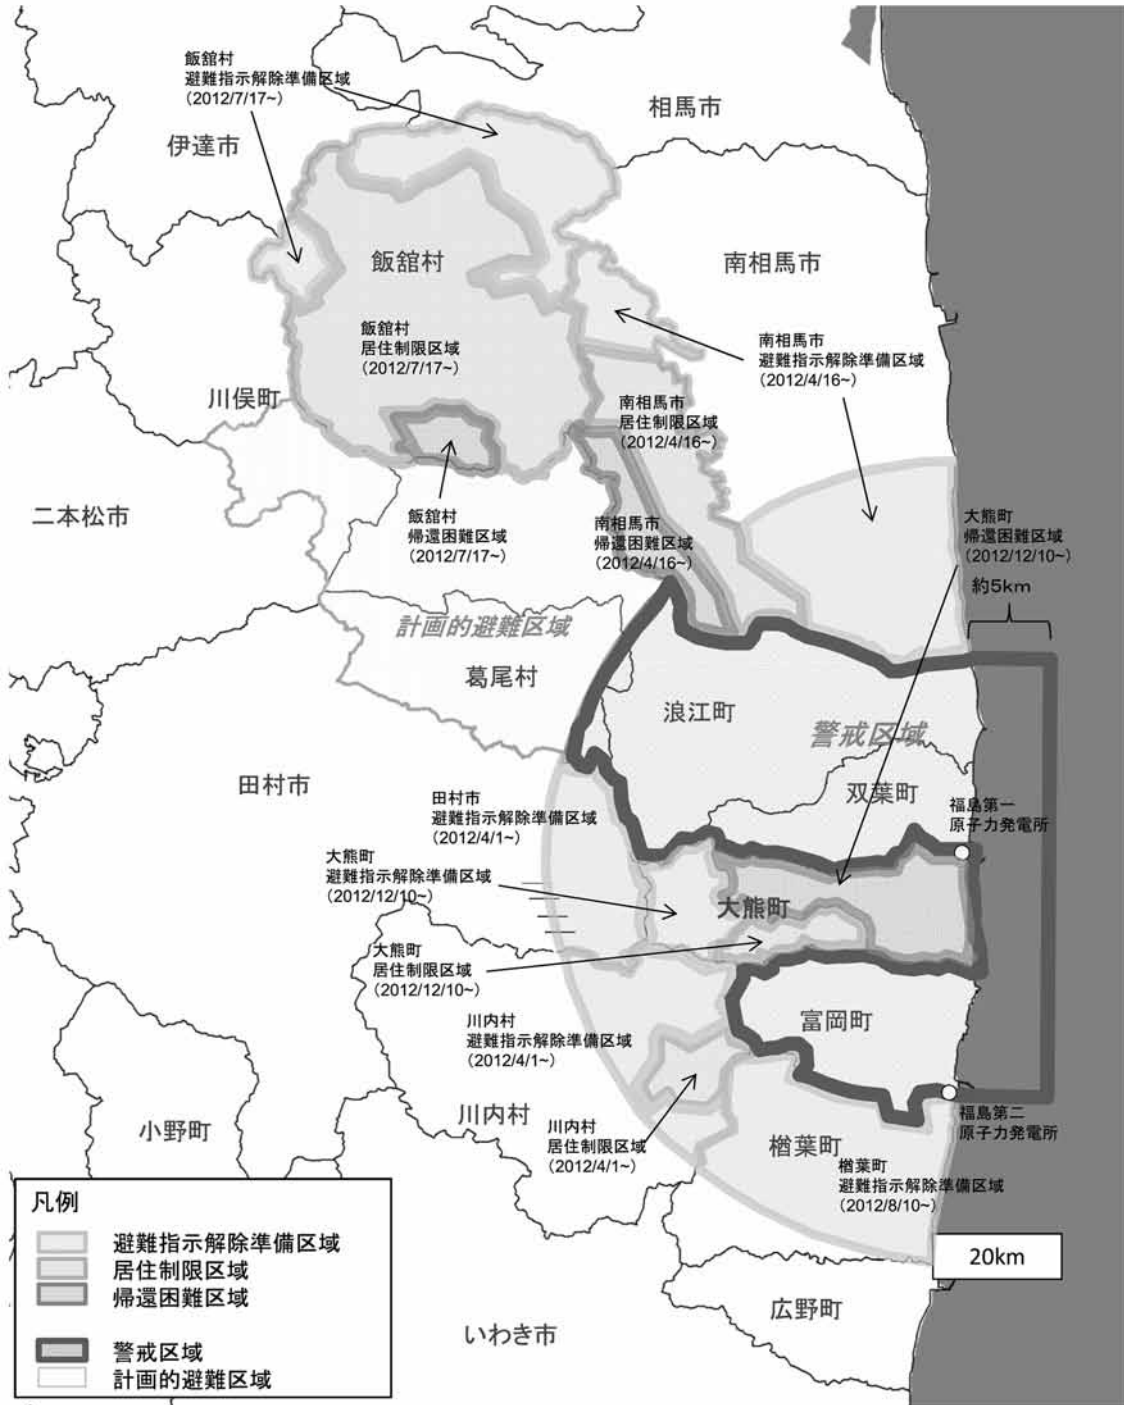 飯舘村
避難指示解除準備区域
(2012/7/17~)
相馬市
伊達市
飯舘村
南相馬市
飯舘村
居住制限区域
(2012/7/17~)
南相馬市
避難指示解除準備区域
(2012/4/16~)
川俣町
南相馬市
居住制限区域
(2012/4/16~)
二本松市
飯舘村
帰還困難区域
(2012/7/17~)
南相馬市
帰還困難区域
(2012/4/16~)
大熊町
帰還困難区域
(2012/12/10~)
約5km
計画的避難区域
葛尾村
浪江町
警戒区域
田村市
双葉町
田村市
避難指示解除準備区域
(2012/4/1~)
福島第一
原子力発電所
大熊町
避難指示解除準備区域
(2012/12/10~)
大熊町
大熊町
居住制限区域
(2012/12/10~)
川内村
避難指示解除準備区域
(2012/4/1~)
富岡町
川内村
小野町
川内村
居住制限区域
(2012/4/1~)
福島第二
原子力発電所
楢葉町
楢葉町
避難指示解除準備区域
(2012/8/10~)
20km
広野町
いわき市
凡例
避難指示解除準備区域
居住制限区域
帰還困難区域
警戒区域
計画的避難区域